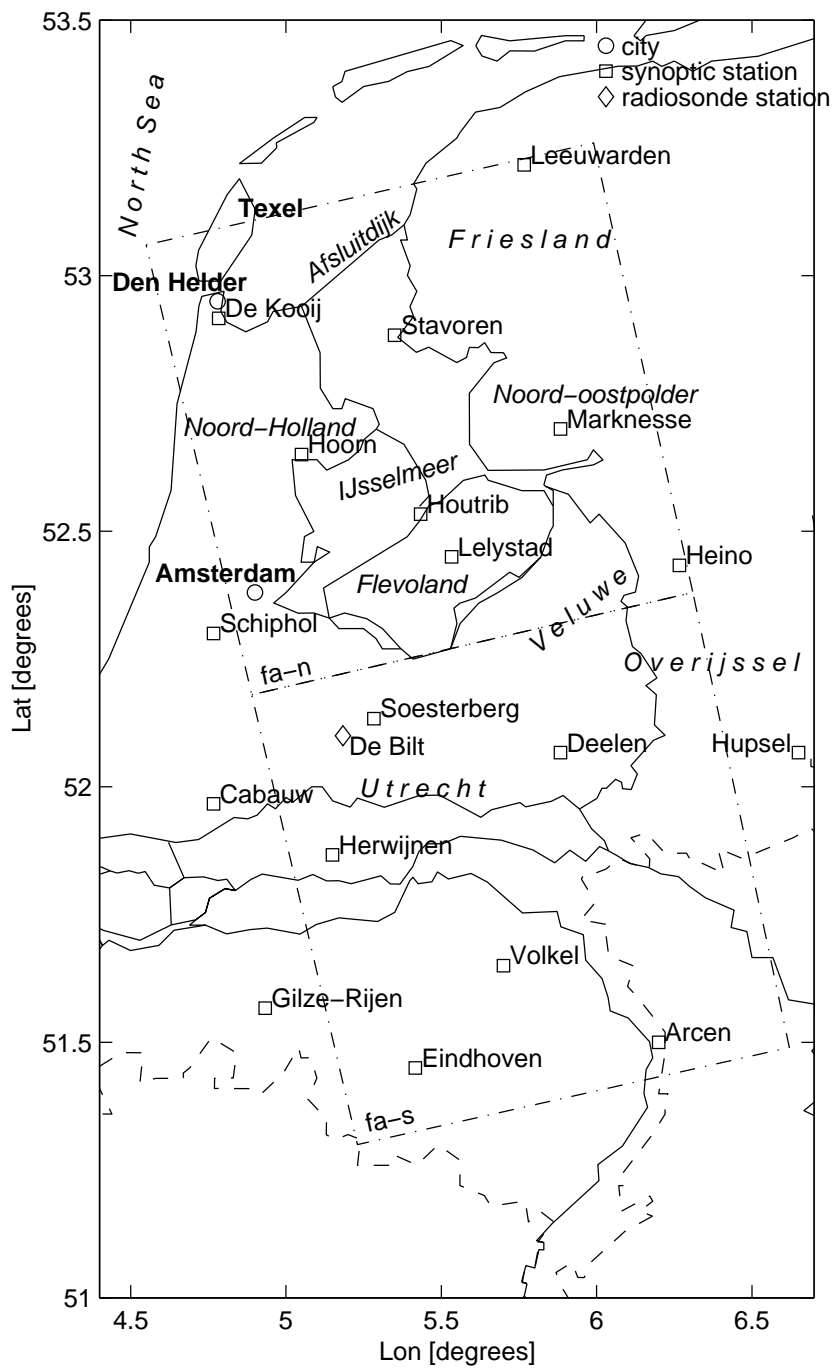 53.5
city
synoptic station
radiosonde station
North Sea
Leeuwarden
Texel
Afsluitdijk
Friesland
53
Den Helder
De Kooij
Stavoren
Noord-oostpolder
Marknesse
Noord-Holland
Hoorn
IJsselmeer
Houtrib
52.5
Lelystad
Heino
Amsterdam
Flevoland
Veluwe
Schiphol
fa-n
Overijssel
Lat [degrees]
Soesterberg
De Bilt
Deelen
Hupsel
52
Cabauw
Utrecht
Herwijnen
Volkel
Gilze-Rijen
Arcen
51.5
Eindhoven
fa-s
51
4.5 5 5.5 6 6.5
Lon [degrees]